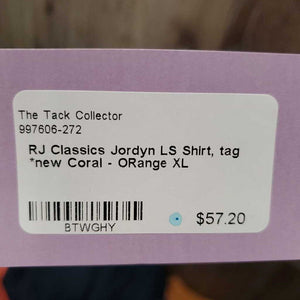 The Tack Collector
997606-272
RJ Classics Jordyn LS Shirt, tag
*new Coral - ORange XL
BTWGHY
$57.20